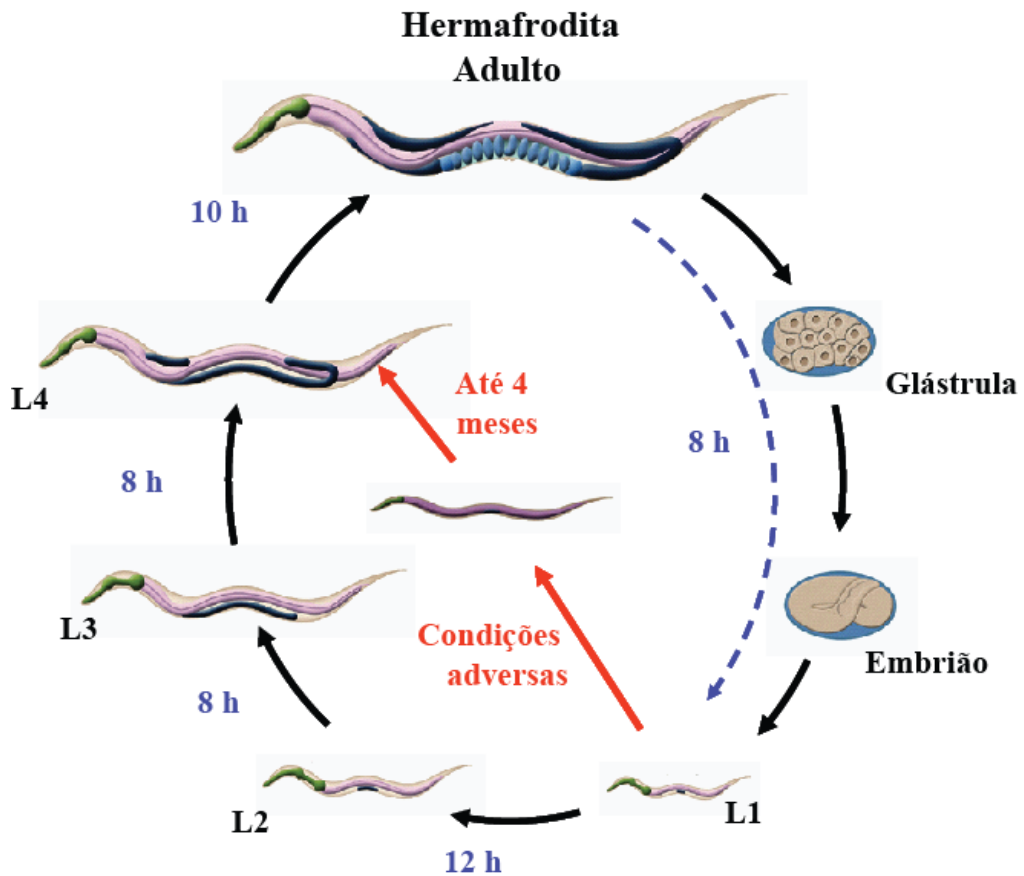 Hermafrodita
Adulto
10 h
Glástrula
L4
Até 4
meses
8 h
8 h
L3
Condições
adversas
Embrião
8 h
L2
L1
12 h